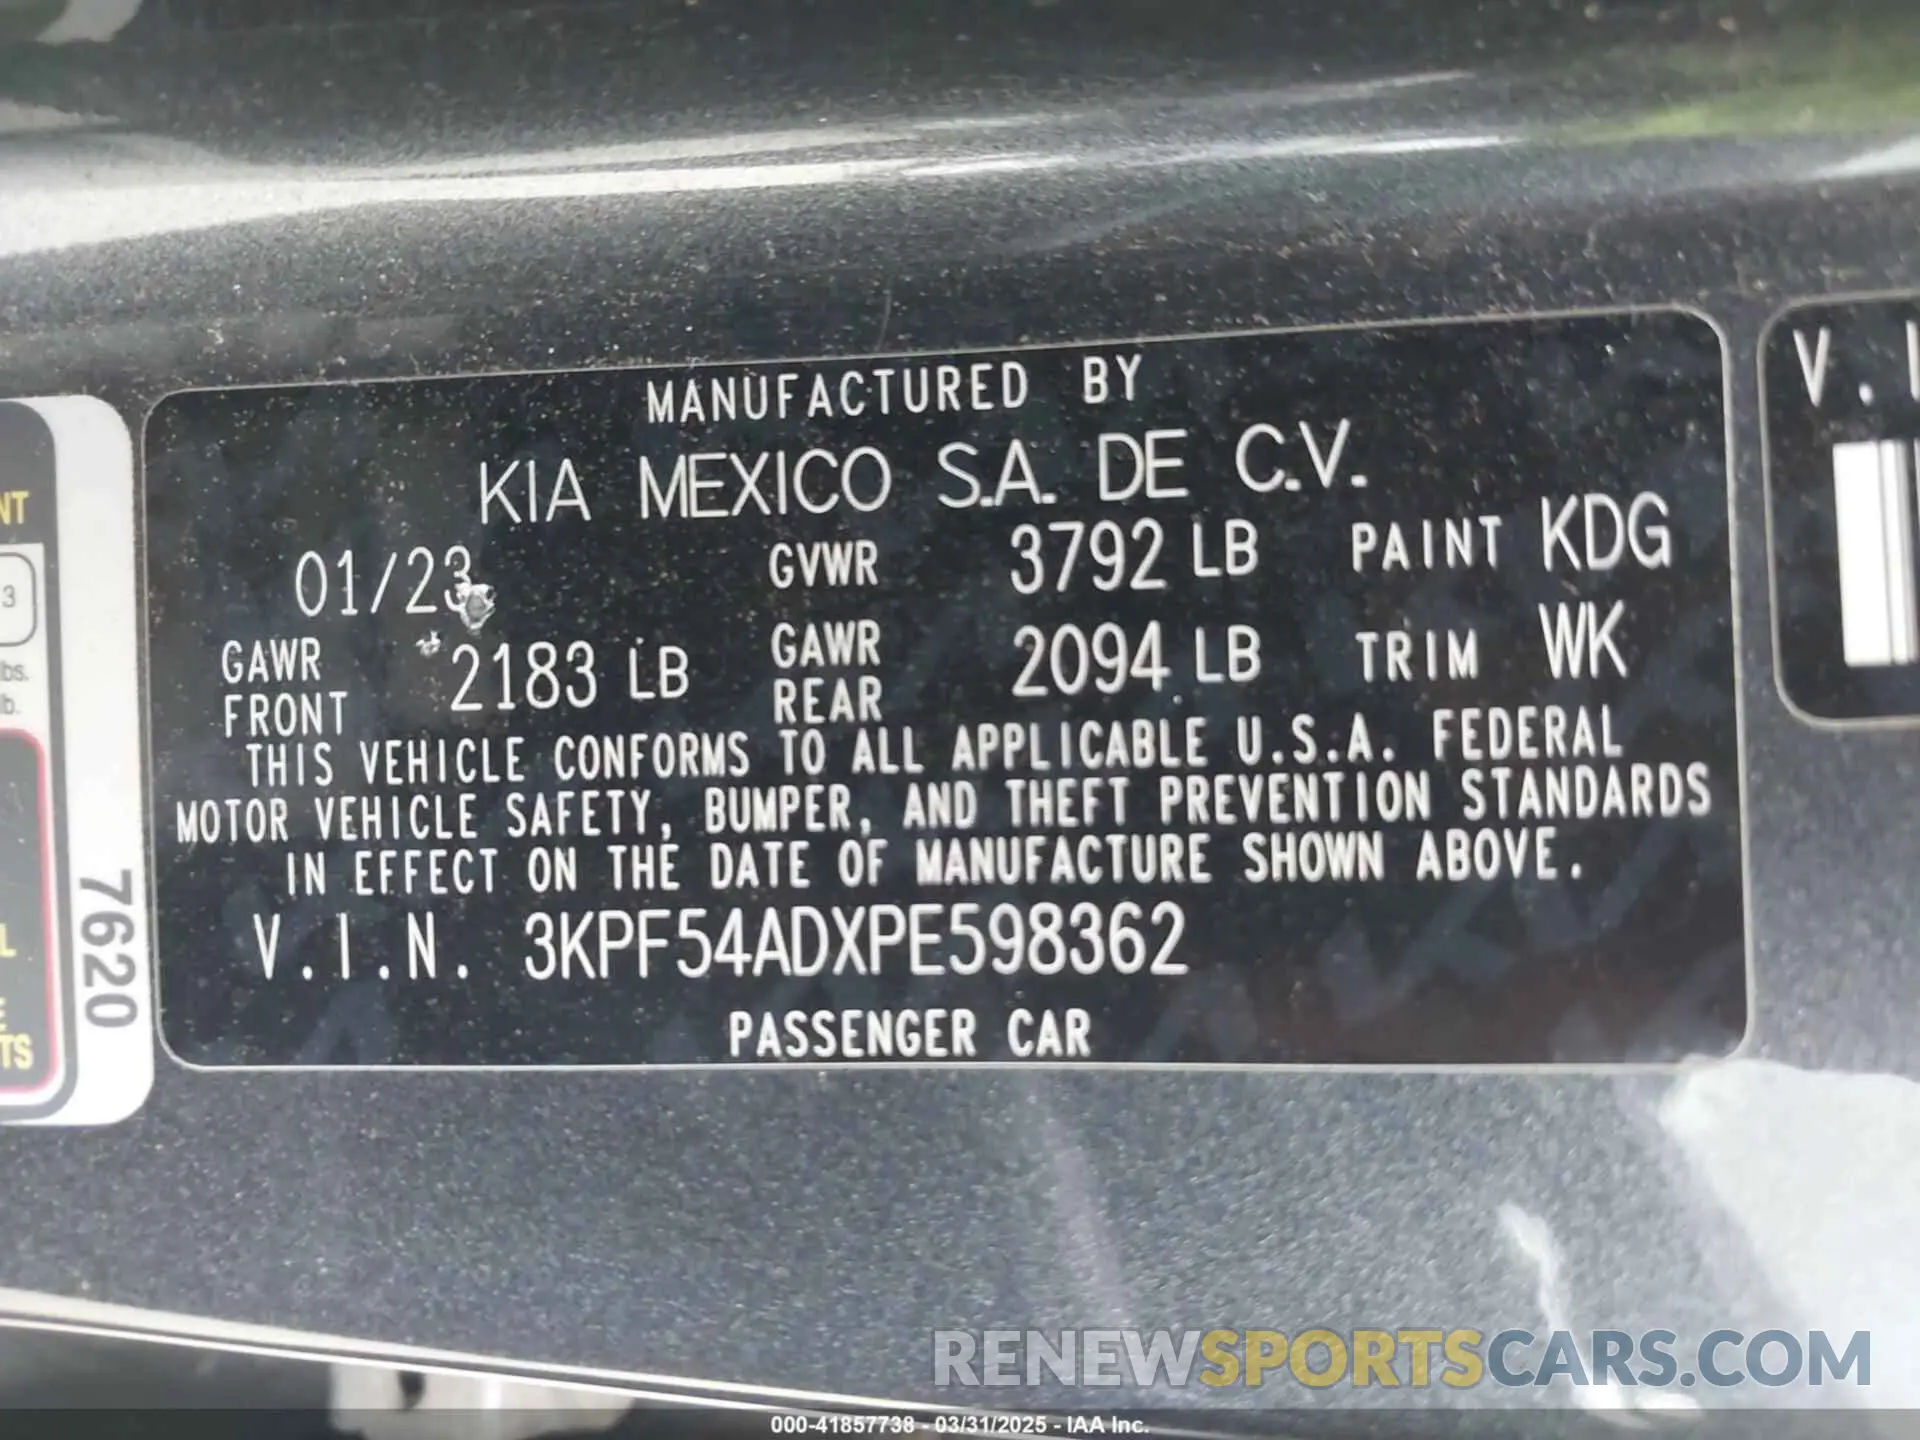 MANUFACTURED BY
KIA MEXICO S.A. DE C.V.
01/23 GVWR 3792 LB PAINT KDG
GAWR FRONT 2183 LB GAWR REAR 2094 LB TRIM WK
THIS VEHICLE CONFORMS TO ALL APPLICABLE U.S.A. FEDERAL
MOTOR VEHICLE SAFETY, BUMPER, AND THEFT PREVENTION STANDARDS
IN EFFECT ON THE DATE OF MANUFACTURE SHOWN ABOVE.
V.I.N. 3KPF54ADXPE598362
PASSENGER CAR
7620
3
lbs.
lb.
V.I
RENEWSPORTSCARS.COM
000-41857738 - 03/31/2025 - IAA Inc.